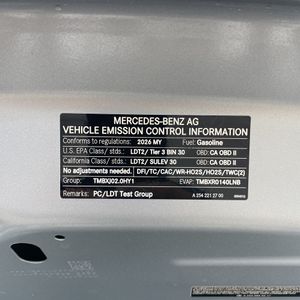 MERCEDES-BENZ AG
VEHICLE EMISSION CONTROL INFORMATION
Conforms to regulations: 2026 MY Fuel: Gasoline
U.S. EPA Class/ stds.: LDT2/ Tier 3 BIN 30 OBD: CA OBD II
California Class/ stds.: LDT2/ SULEV 30 OBD: CA OBD II
No adjustments needed. DFI/TC/CAC/WR-HO2S/HO2S/TWC(2)
Group: TMBXJ02.0HY1 EVAP: TMBXR0140LNB
PC/LDT Test Group
A 254 221 27 00